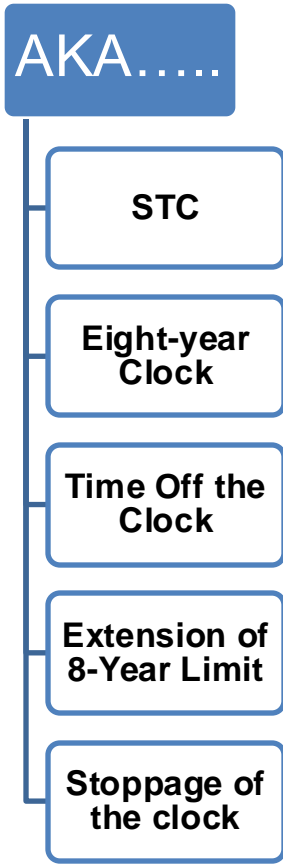 AKA…..
STC
Eight-year
Clock
Time Off the
Clock
Extension of
8-Year Limit
Stoppage of
the clock